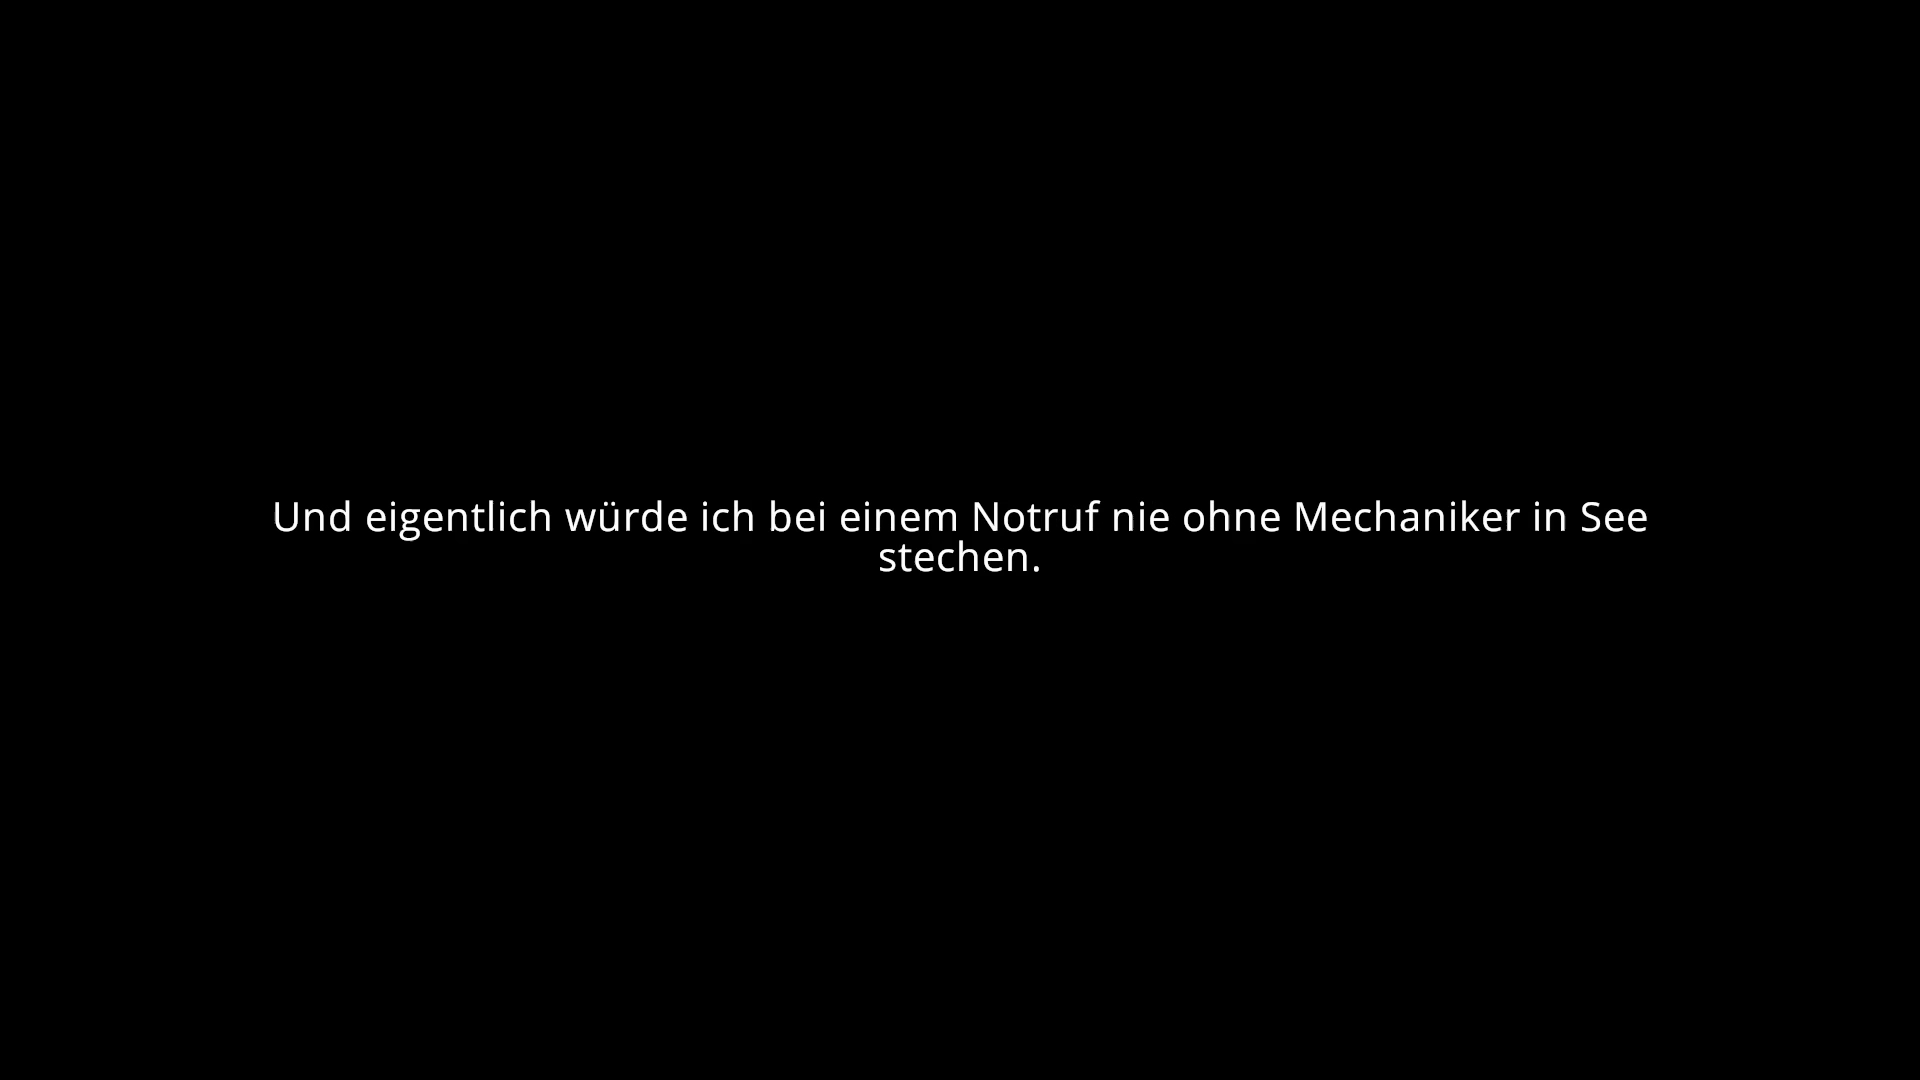 Und eigentlich würde ich bei einem Notruf nie ohne Mechaniker in See
stechen.